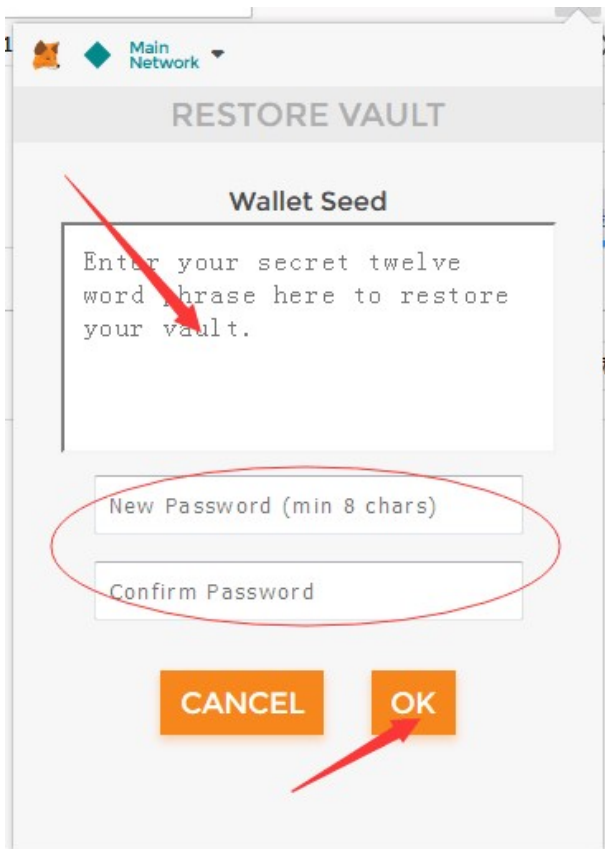 Main
Network
RESTORE VAULT
Wallet Seed
Enter your secret twelve
word phrase here to restore
your vault.
New Password (min 8 chars)
Confirm Password
CANCEL
OK